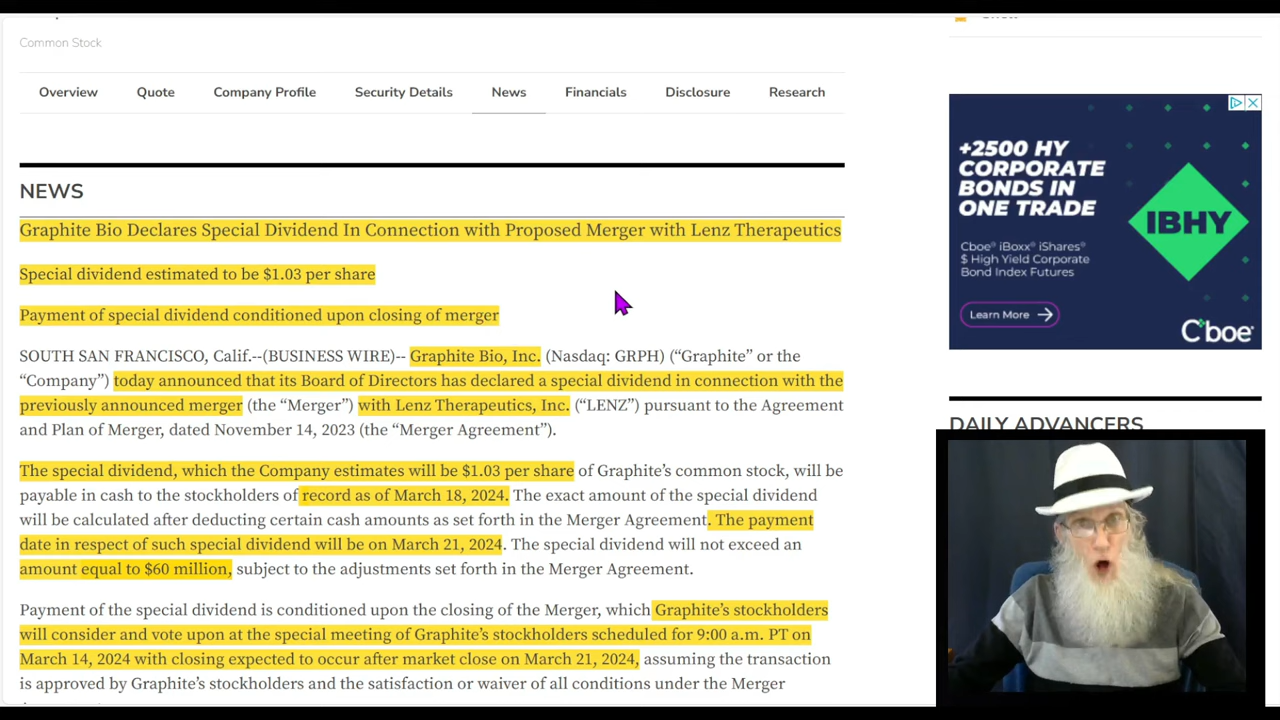 Common Stock
Overview Quote Company Profile Security Details News Financials Disclosure Research
NEWS
Graphite Bio Declares Special Dividend In Connection with Proposed Merger with Lenz Therapeutics
Special dividend estimated to be $1.03 per share
Payment of special dividend conditioned upon closing of merger
SOUTH SAN FRANCISCO, Calif.--(BUSINESS WIRE)-- Graphite Bio, Inc. (Nasdaq: GRPH) (“Graphite” or the
“Company”) today announced that its Board of Directors has declared a special dividend in connection with the
previously announced merger (the “Merger”) with Lenz Therapeutics, Inc. (“LENZ”) pursuant to the Agreement
and Plan of Merger, dated November 14, 2023 (the “Merger Agreement”).
The special dividend, which the Company estimates will be $1.03 per share of Graphite’s common stock, will be
payable in cash to the stockholders of record as of March 18, 2024. The exact amount of the special dividend
will be calculated after deducting certain cash amounts as set forth in the Merger Agreement. The payment
date in respect of such special dividend will be on March 21, 2024. The special dividend will not exceed an
amount equal to $60 million, subject to the adjustments set forth in the Merger Agreement.
Payment of the special dividend is conditioned upon the closing of the Merger, which Graphite’s stockholders
will consider and vote upon at the special meeting of Graphite’s stockholders scheduled for 9:00 a.m. PT on
March 14, 2024 with closing expected to occur after market close on March 21, 2024, assuming the transaction
is approved by Graphite’s stockholders and the satisfaction or waiver of all conditions under the Merger
+2500 HY
CORPORATE
BONDS IN
ONE TRADE
IBHY
Cboe® iBoxx® iShares®
$ High Yield Corporate
Bond Index Futures
Learn More
Cboe
DAILY ADVANCERS